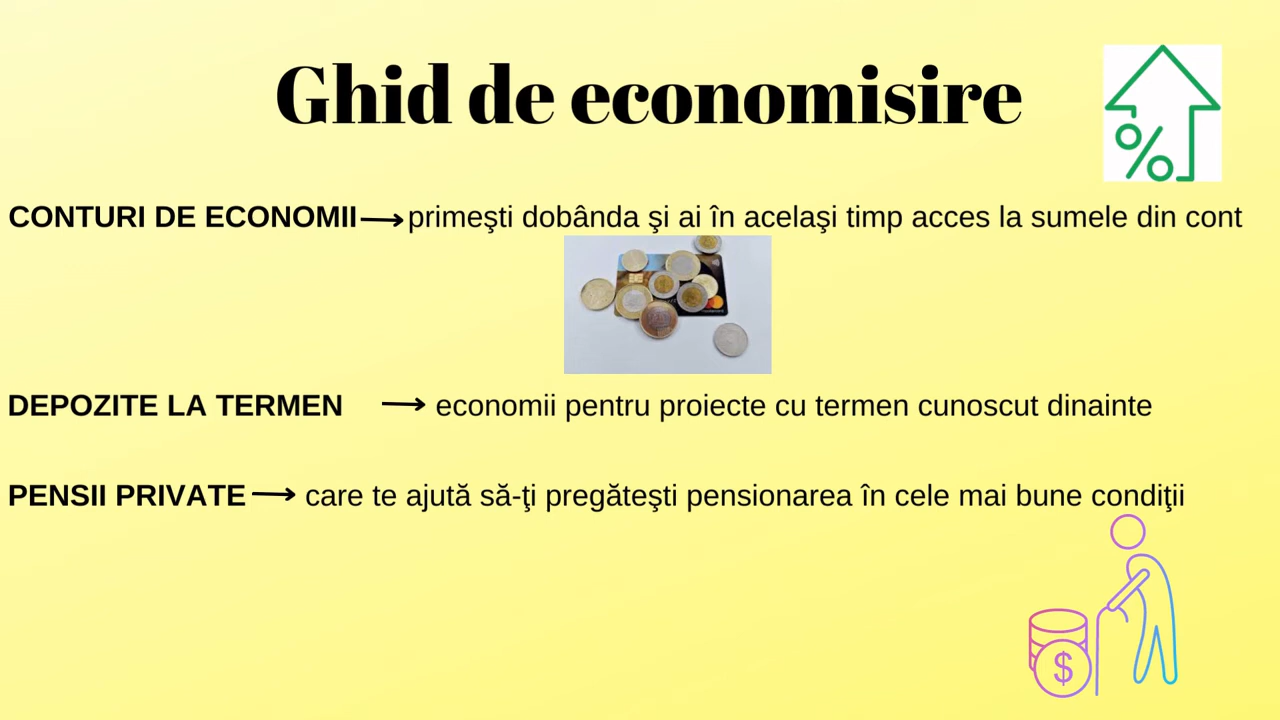 Ghid de economisire
%
CONTURI DE ECONOMII → primeşti dobânda şi ai în acelaşi timp acces la sumele din cont
DEPOZITE LA TERMEN → economii pentru proiecte cu termen cunoscut dinainte
PENSII PRIVATE → care te ajută să-ţi pregăteşti pensionarea în cele mai bune condiţii
$